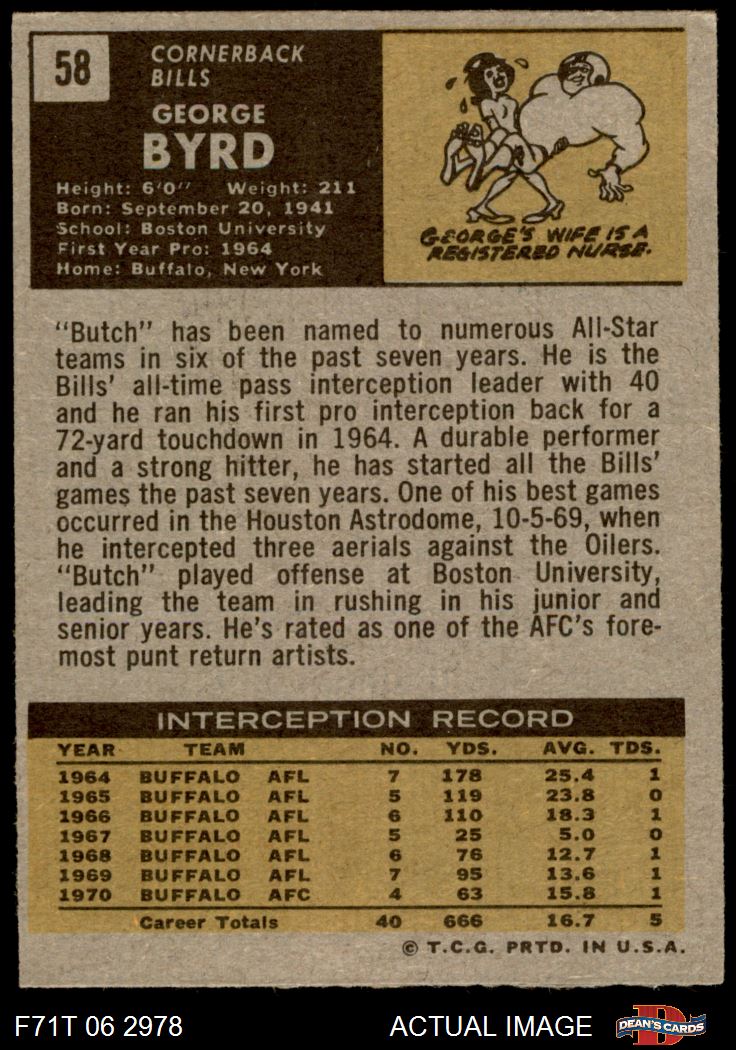 58
CORNERBACK
BILLS
GEORGE
BYRD
Height: 6'0" Weight: 211
Born: September 20, 1941
School: Boston University
First Year Pro: 1964
Home: Buffalo, New York
GEORGE'S WIFE IS A
REGISTERED NURSE.
"Butch" has been named to numerous All-Star
teams in six of the past seven years. He is the
Bills' all-time pass interception leader with 40
and he ran his first pro interception back for a
72-yard touchdown in 1964. A durable performer
and a strong hitter, he has started all the Bills'
games the past seven years. One of his best games
occurred in the Houston Astrodome, 10-5-69, when
he intercepted three aerials against the Oilers.
"Butch" played offense at Boston University,
leading the team in rushing in his junior and
senior years. He's rated as one of the AFC's fore-
most punt return artists.
INTERCEPTION RECORD
YEAR TEAM NO. YDS. AVG. TDS.
1964 BUFFALO AFL 7 178 25.4 1
1965 BUFFALO AFL 5 119 23.8 0
1966 BUFFALO AFL 6 110 18.3 1
1967 BUFFALO AFL 5 25 5.0 0
1968 BUFFALO AFL 6 76 12.7 1
1969 BUFFALO AFL 7 95 13.6 1
1970 BUFFALO AFC 4 63 15.8 1
Career Totals 40 666 16.7 5
© T.C.G. PRTD. IN U.S.A.
F71T 06 2978 ACTUAL IMAGE DEAN'S CARDS